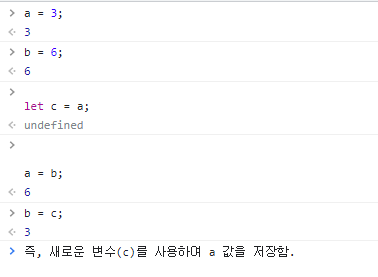 > a = 3;
< 3
> b = 6;
6
>
let c = a;
< undefined
>
a = b;
< 6
> b = c;
< 3
> 즉, 새로운 변수(c)를 사용하여 a 값을 저장함.